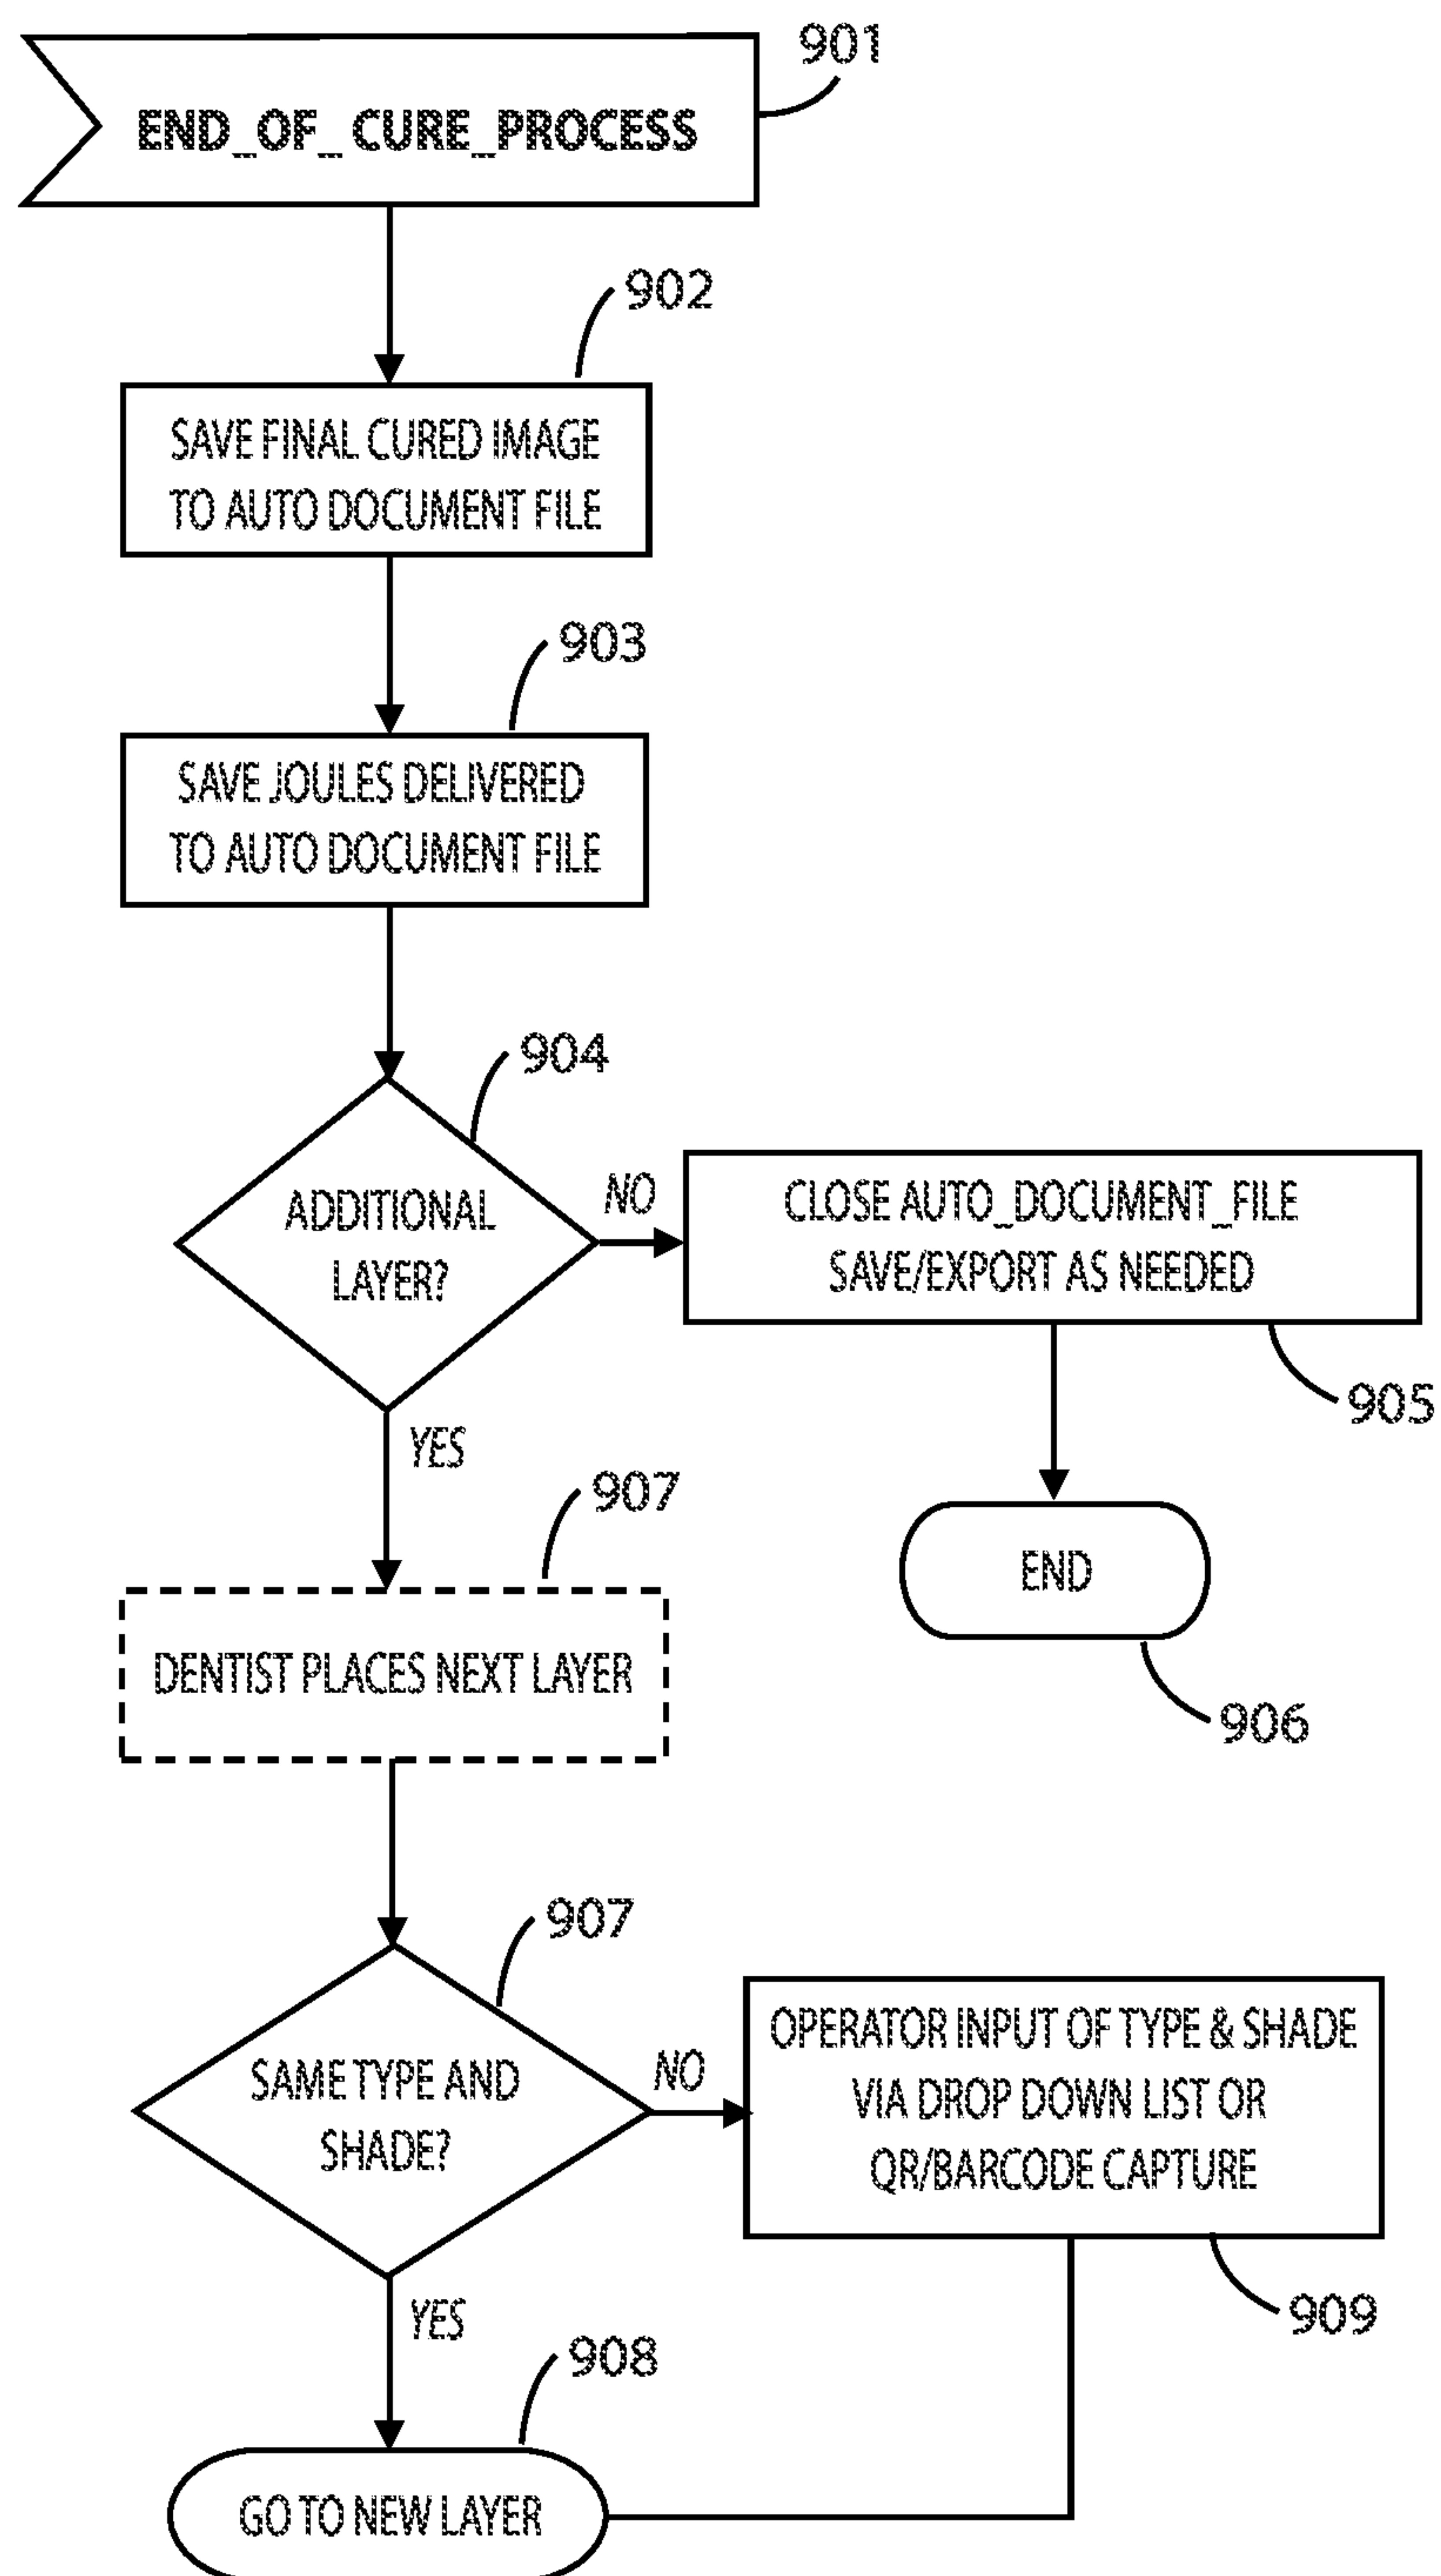 901
END_OF_ CURE_PROCESS
902
SAVE FINAL CURED IMAGE
TO AUTO DOCUMENT FILE
903
SAVE JOULES DELIVERED
TO AUTO DOCUMENT FILE
904
ADDITIONAL
LAYER?
NO
CLOSE AUTO_DOCUMENT_FILE
SAVE/EXPORT AS NEEDED
905
YES
END
906
907
DENTIST PLACES NEXT LAYER
907
SAME TYPE AND
SHADE?
NO
OPERATOR INPUT OF TYPE & SHADE
VIA DROP DOWN LIST OR
QR/BARCODE CAPTURE
909
YES
908
GO TO NEW LAYER